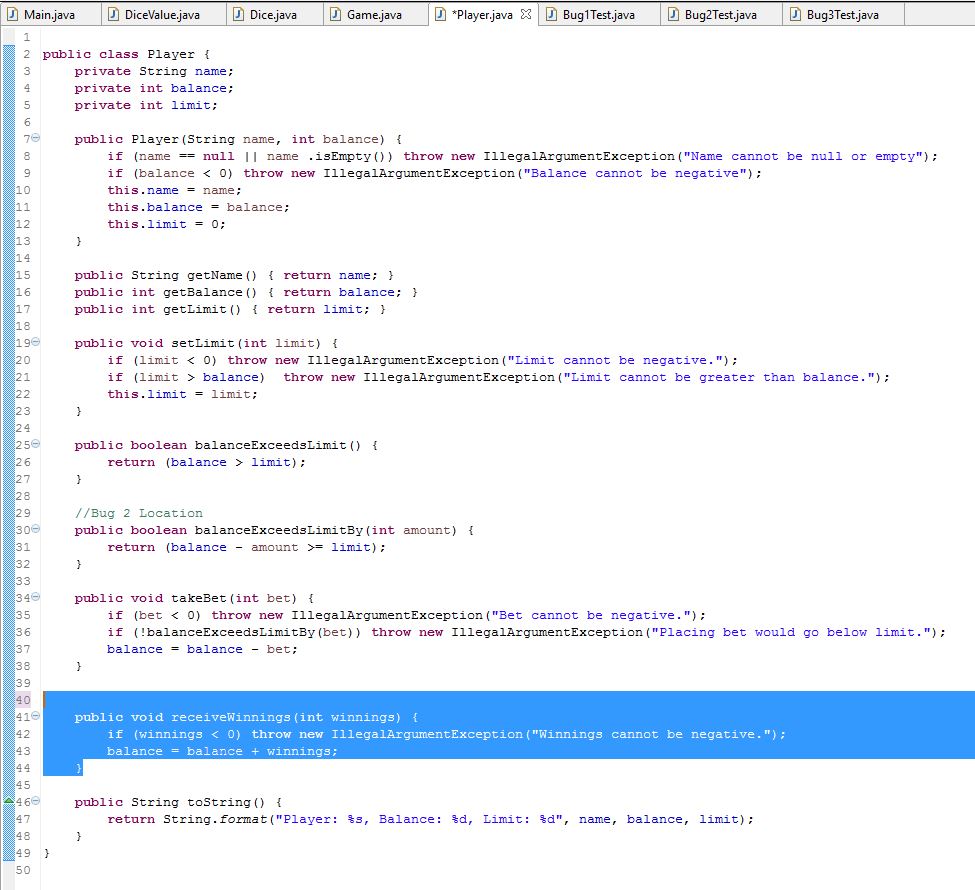 Main.java DiceValue.java Dice.java Game.java *Player.java Bug1Test.java Bug2Test.java Bug3Test.java
1
2 public class Player {
3     private String name;
4     private int balance;
5     private int limit;
6
7     public Player(String name, int balance) {
8         if (name == null || name .isEmpty()) throw new IllegalArgumentException("Name cannot be null or empty");
9         if (balance < 0) throw new IllegalArgumentException("Balance cannot be negative");
10         this.name = name;
11         this.balance = balance;
12         this.limit = 0;
13     }
14
15     public String getName() { return name; }
16     public int getBalance() { return balance; }
17     public int getLimit() { return limit; }
18
19     public void setLimit(int limit) {
20         if (limit < 0) throw new IllegalArgumentException("Limit cannot be negative.");
21         if (limit > balance)  throw new IllegalArgumentException("Limit cannot be greater than balance.");
22         this.limit = limit;
23     }
24
25     public boolean balanceExceedsLimit() {
26         return (balance > limit);
27     }
28
29     //Bug 2 Location
30     public boolean balanceExceedsLimitBy(int amount) {
31         return (balance - amount >= limit);
32     }
33
34     public void takeBet(int bet) {
35         if (bet < 0) throw new IllegalArgumentException("Bet cannot be negative.");
36         if (!balanceExceedsLimitBy(bet)) throw new IllegalArgumentException("Placing bet would go below limit.");
37         balance = balance - bet;
38     }
39
40
41     public void receiveWinnings(int winnings) {
42         if (winnings < 0) throw new IllegalArgumentException("Winnings cannot be negative.");
43         balance = balance + winnings;
44     }
45
46     public String toString() {
47         return String.format("Player: %s, Balance: %d, Limit: %d", name, balance, limit);
48     }
49 }
50